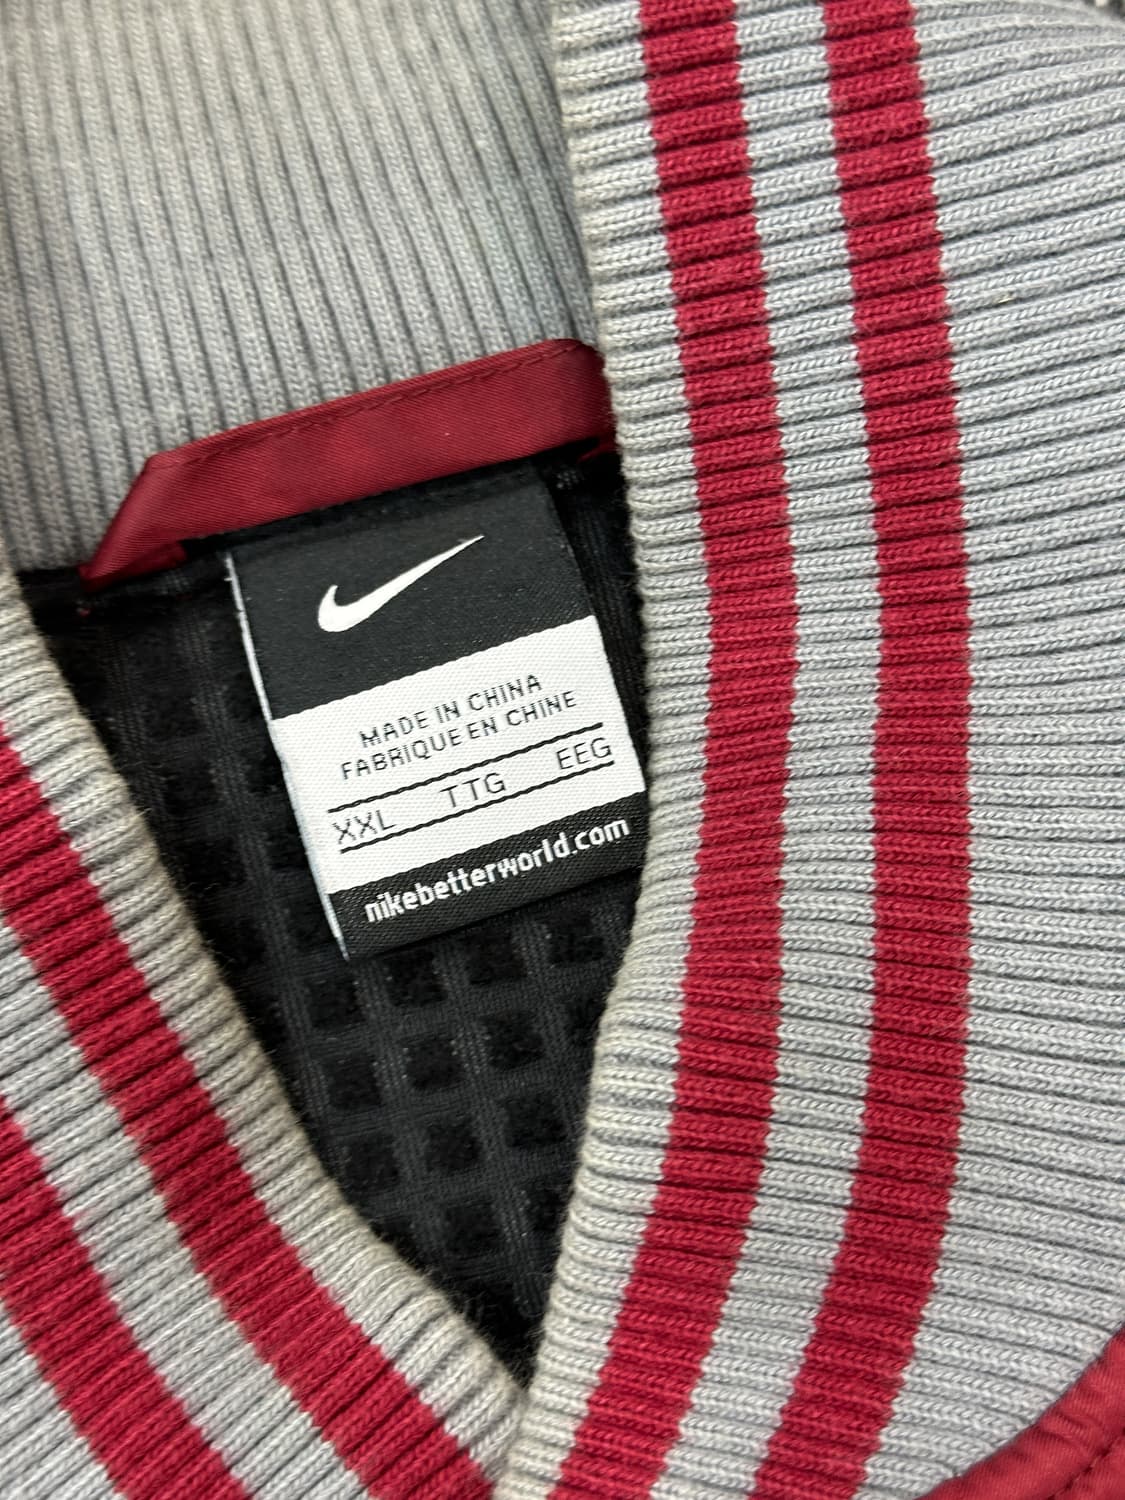 MADE IN CHINA
FABRIQUE EN CHINE
XXL TTG EEG
nikebetterworld.com